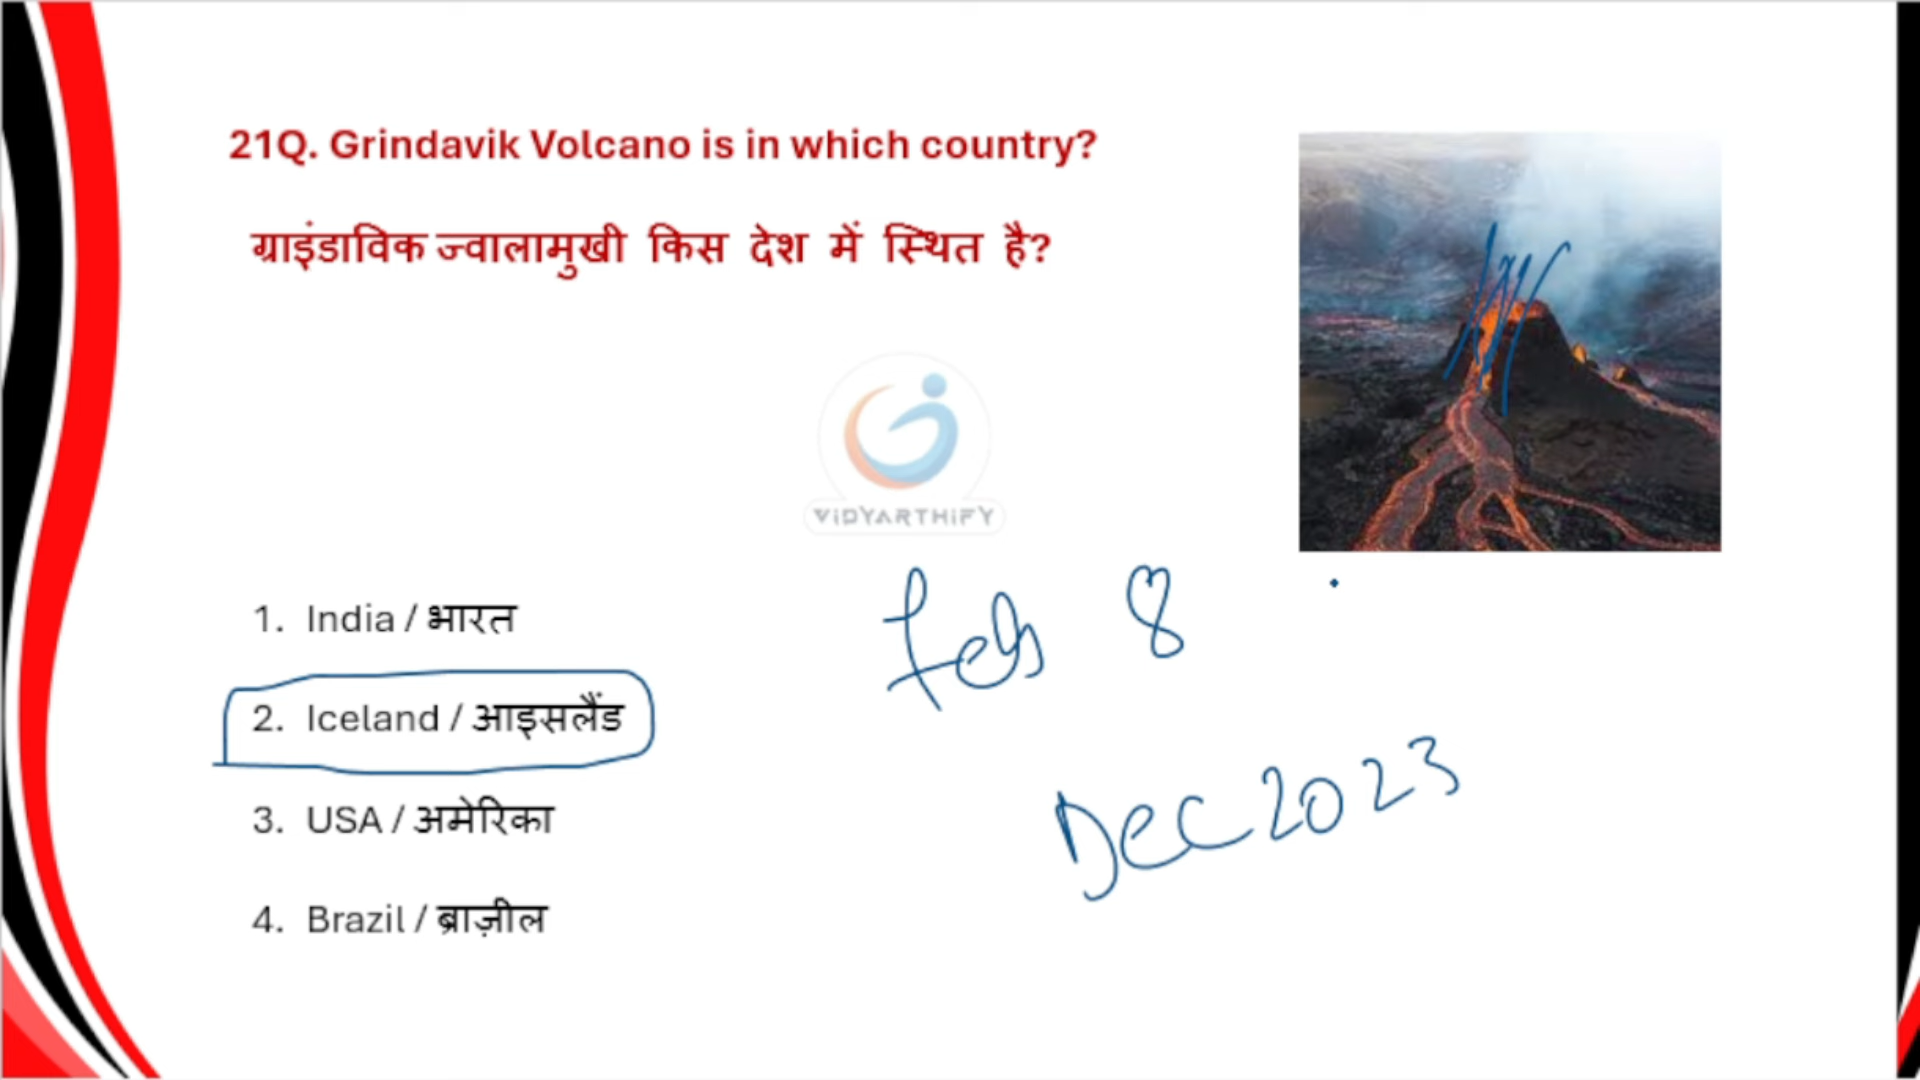 21Q. Grindavik Volcano is in which country?
ग्राइंडाविक ज्वालामुखी किस देश में स्थित है?
VIDYARTHIFY
1. India / भारत
2. Iceland / आइसलैंड
3. USA / अमेरिका
4. Brazil / ब्राज़ील
Feb 8
Dec 2023